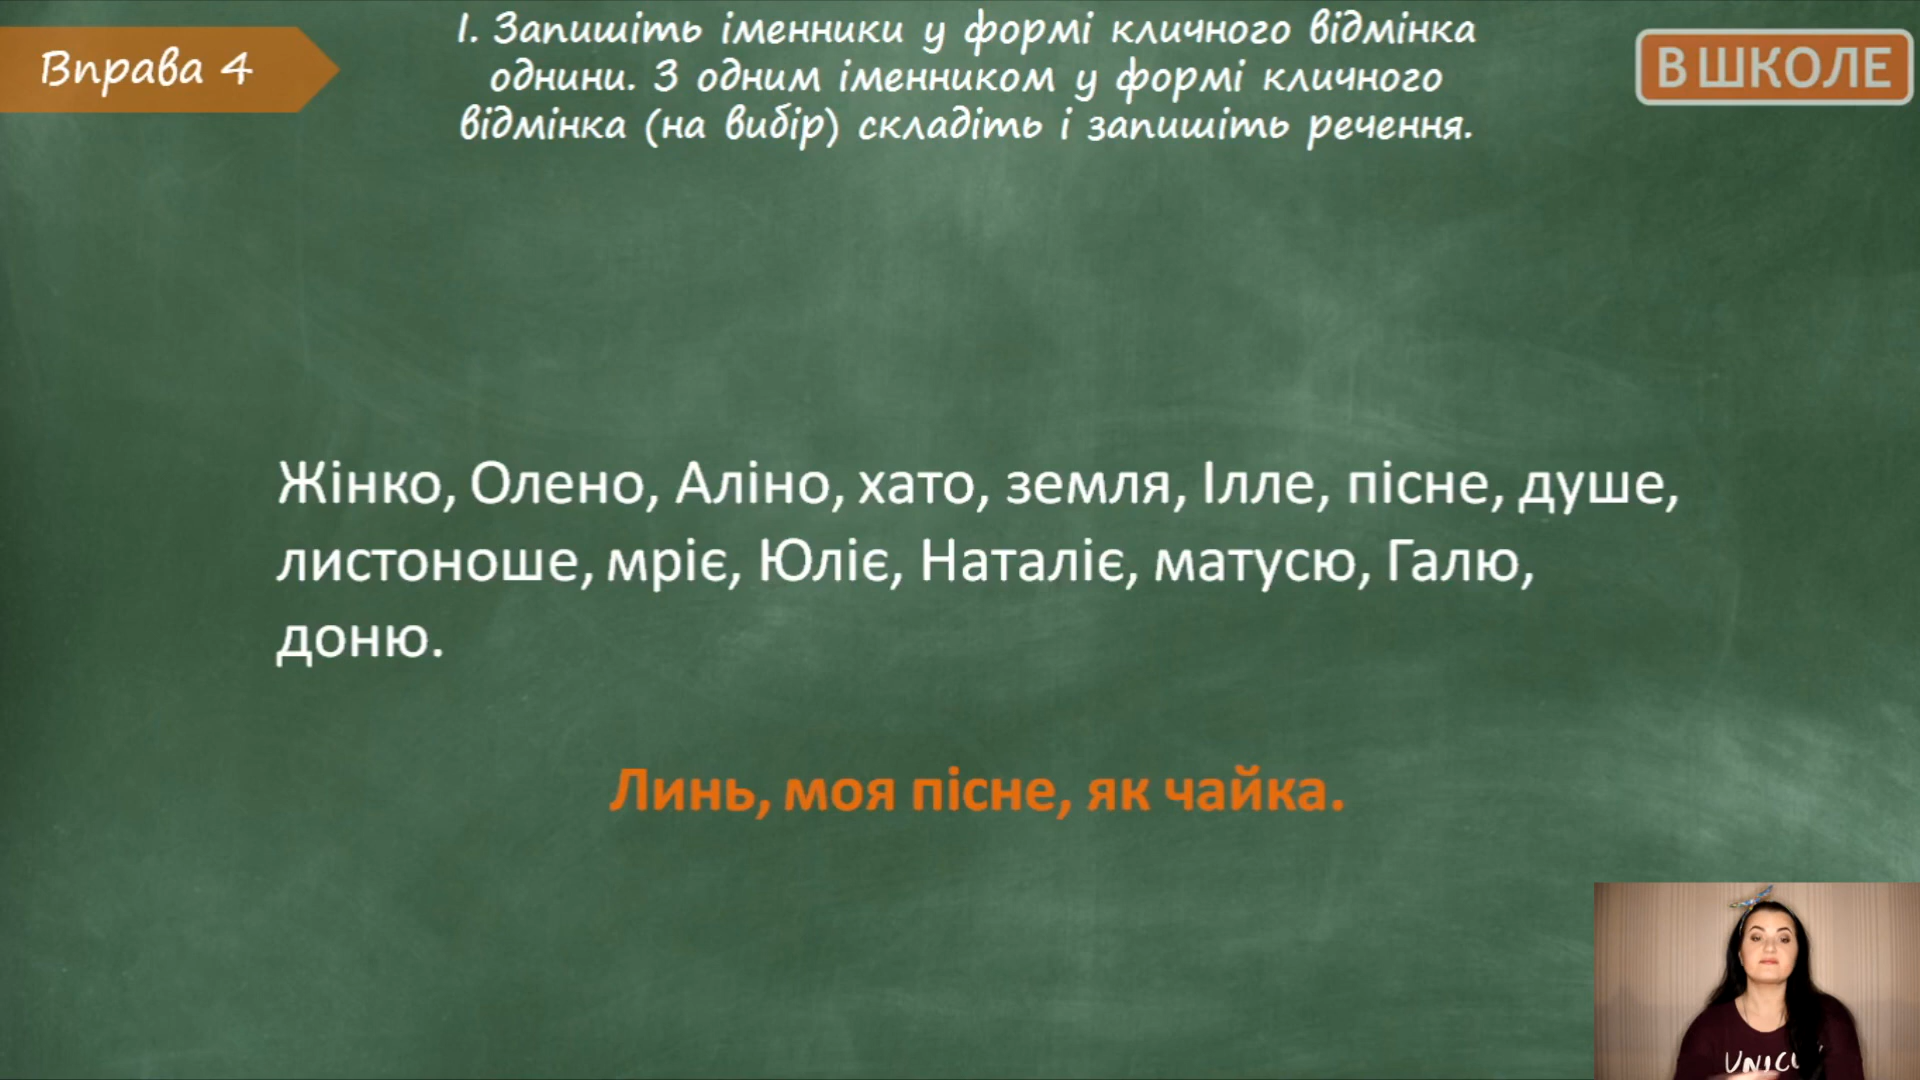 Вправа 4
І. Запишіть іменники у формі кличного відмінка
однини. З одним іменником у формі кличного
відмінка (на вибір) складіть і запишіть речення.
В ШКОЛЕ
Жінко, Олено, Аліно, хато, земля, Ілле, пісне, душе,
листоноше, мріє, Юліє, Наталіє, матусю, Галю,
доню.
Линь, моя пісне, як чайка.